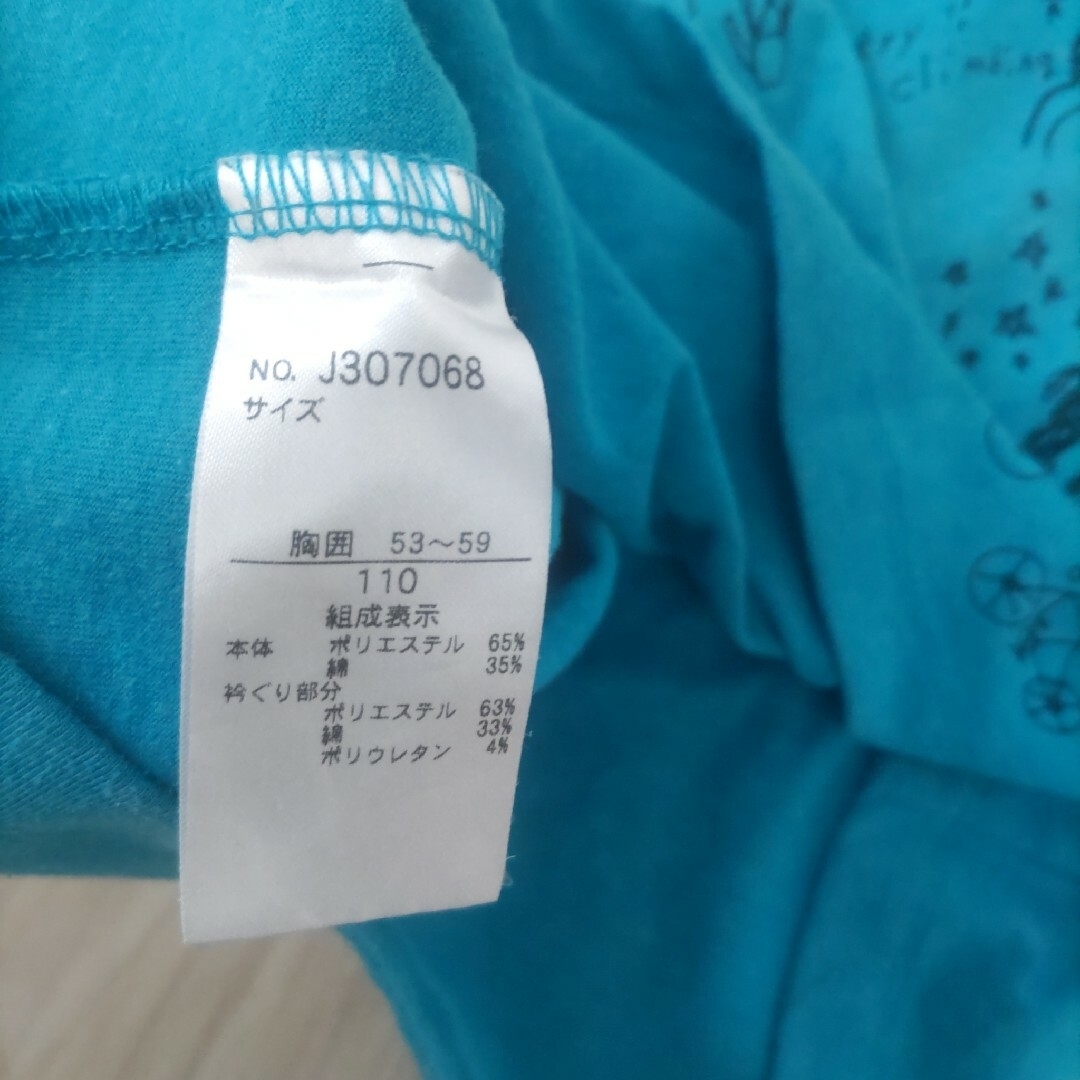 NO. J307068
サイズ
胸囲 53〜59
110
組成表示
本体 ポリエステル 65%
綿 35%
衿ぐり部分
ポリエステル 63%
綿 33%
ポリウレタン 4%
climbing